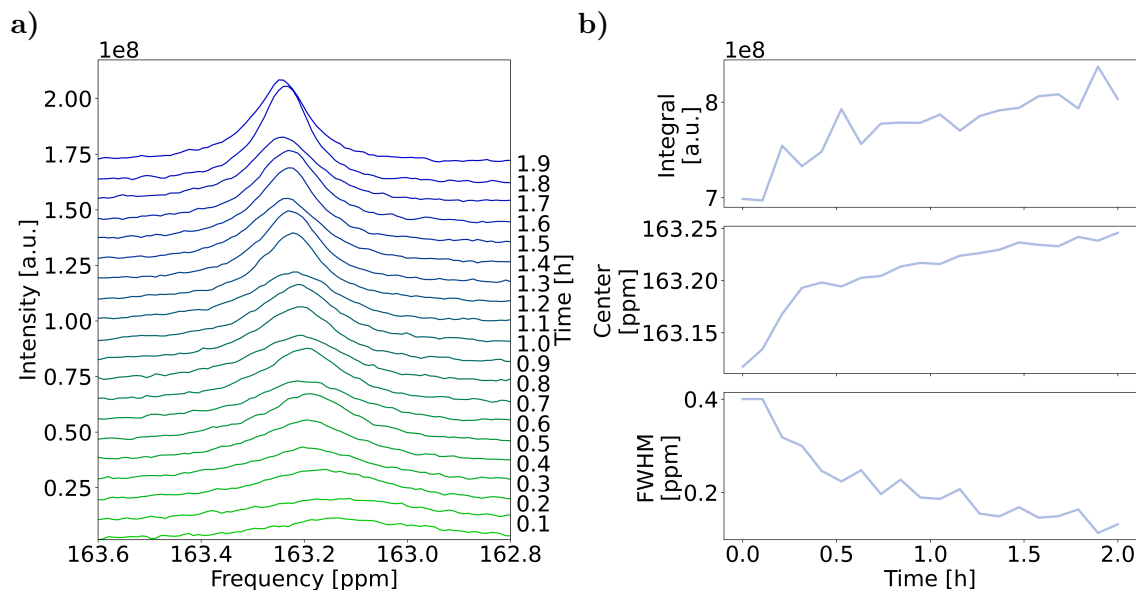 a)
1e8
2.00
1.75
1.50
1.25
1.00
0.75
0.50
0.25
Intensity [a.u.]
163.6 163.4 163.2 163.0 162.8
Frequency [ppm]
1.9
1.8
1.7
1.6
1.5
1.4
1.3
1.2
1.1
1.0
0.9
0.8
0.7
0.6
0.5
0.4
0.3
0.2
0.1
Time [h]
b)
1e8
8
7
Integral
[a.u.]
163.25
163.20
163.15
Center
[ppm]
0.4
0.2
FWHM
[ppm]
0.0 0.5 1.0 1.5 2.0
Time [h]